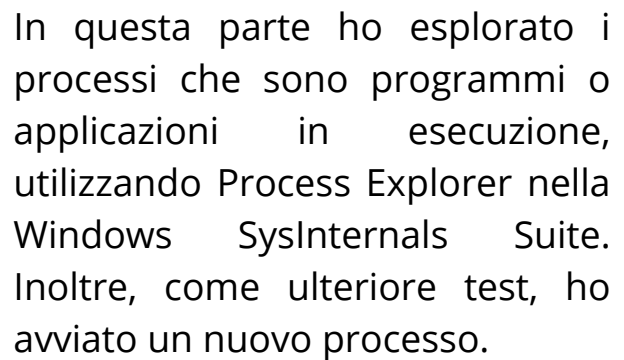 In questa parte ho esplorato i
processi che sono programmi o
applicazioni in esecuzione,
utilizzando Process Explorer nella
Windows SysInternals Suite.
Inoltre, come ulteriore test, ho
avviato un nuovo processo.